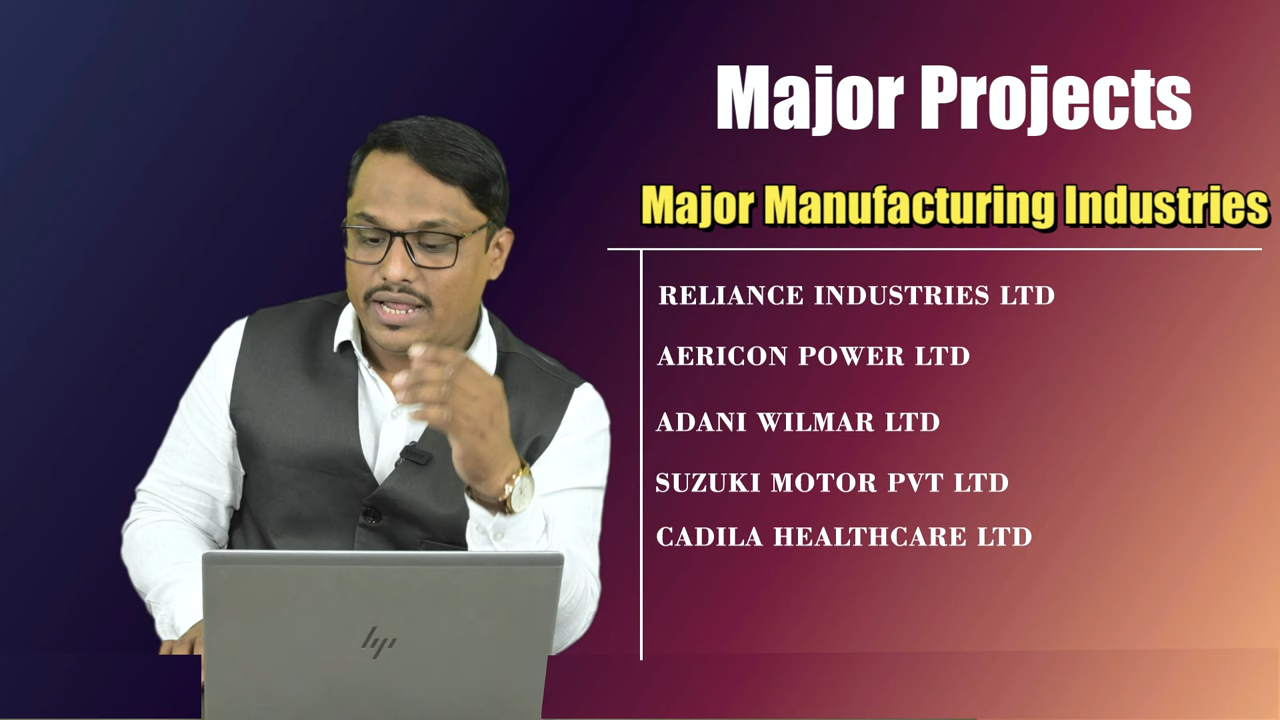 Major Projects
Major Manufacturing Industries
RELIANCE INDUSTRIES LTD
AERICON POWER LTD
ADANI WILMAR LTD
SUZUKI MOTOR PVT LTD
CADILA HEALTHCARE LTD
hp